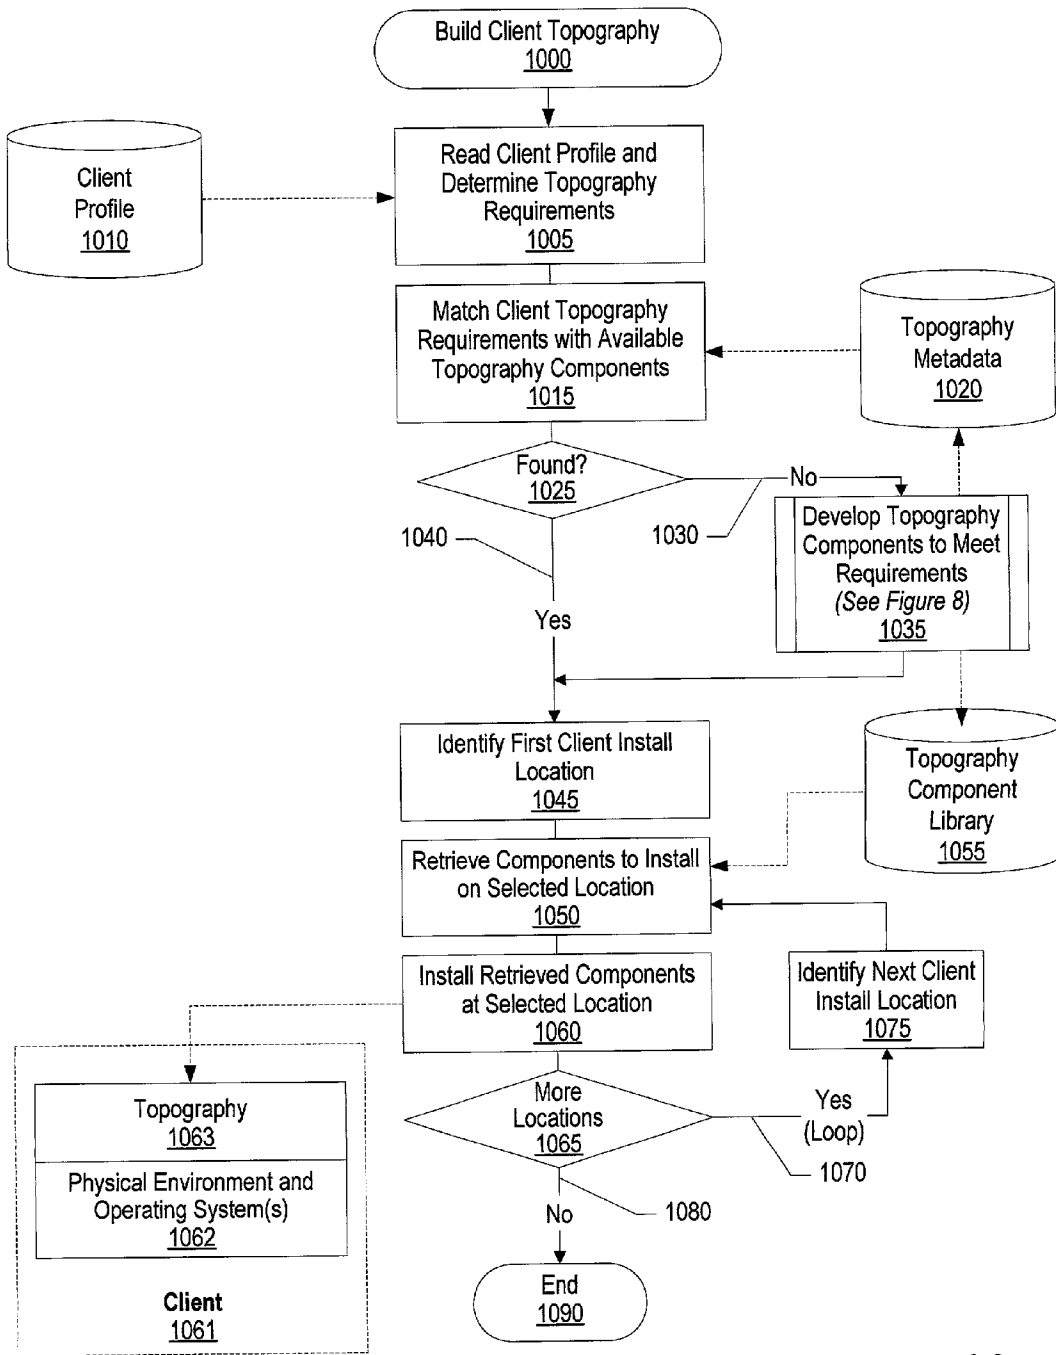 Build Client Topography
1000
Client
Profile
1010
Read Client Profile and
Determine Topography
Requirements
1005
Match Client Topography
Requirements with Available
Topography Components
1015
Topography
Metadata
1020
Found?
1025
No
1040
1030
Develop Topography
Components to Meet
Requirements
(See Figure 8)
1035
Yes
Identify First Client Install
Location
1045
Topography
Component
Library
1055
Retrieve Components to Install
on Selected Location
1050
Install Retrieved Components
at Selected Location
1060
Identify Next Client
Install Location
1075
Topography
1063
Physical Environment and
Operating System(s)
1062
Client
1061
More
Locations
1065
Yes
(Loop)
1070
1080
No
End
1090